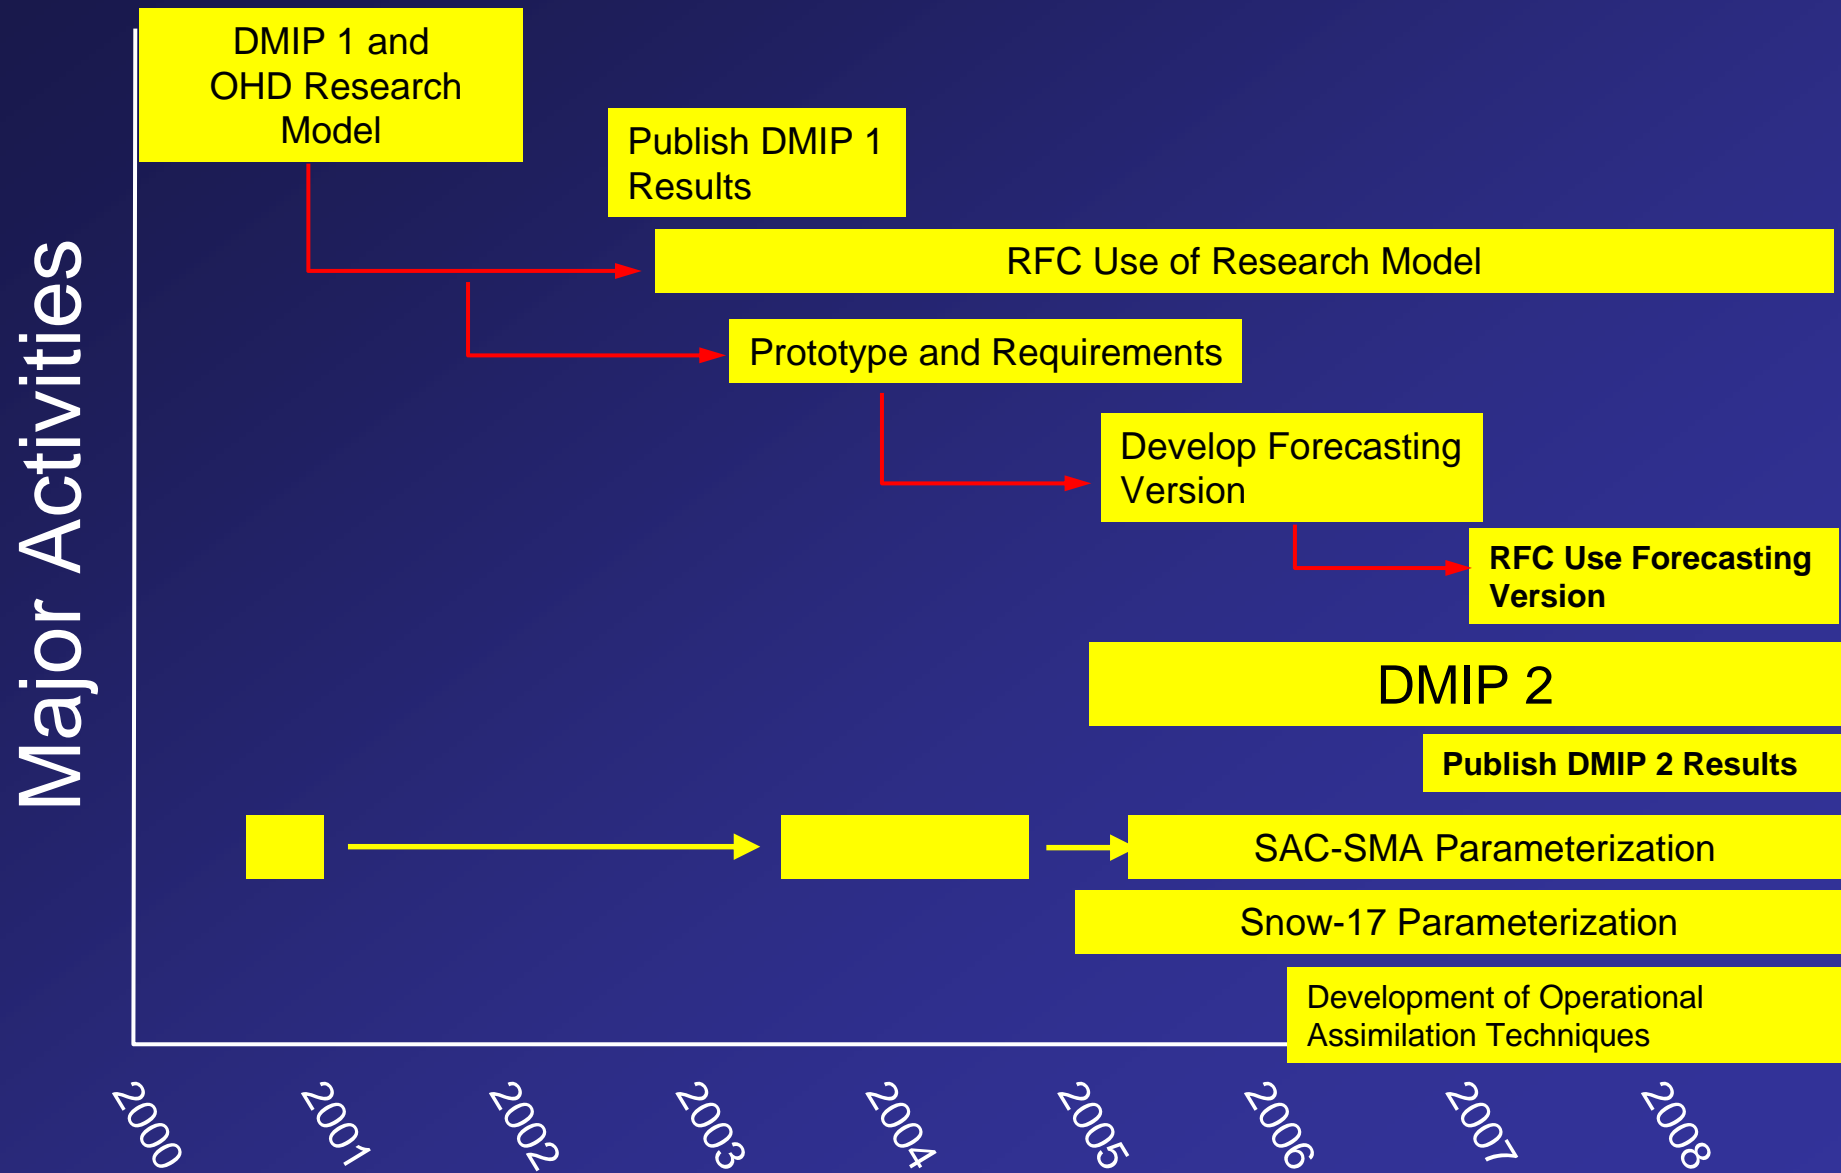 DMIP 1 and
OHD Research
Model
Publish DMIP 1
Results
RFC Use of Research Model
Prototype and Requirements
Develop Forecasting
Version
RFC Use Forecasting
Version
DMIP 2
Publish DMIP 2 Results
SAC-SMA Parameterization
Snow-17 Parameterization
Development of Operational
Assimilation Techniques
Major Activities
2000
2001
2002
2003
2004
2005
2006
2007
2008